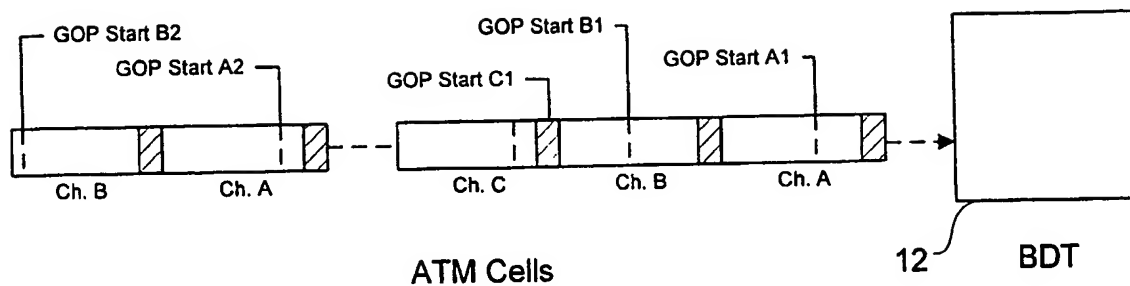 GOP Start B2
GOP Start A2
GOP Start C1
GOP Start B1
GOP Start A1
Ch. B
Ch. A
Ch. C
Ch. B
Ch. A
ATM Cells
12
BDT